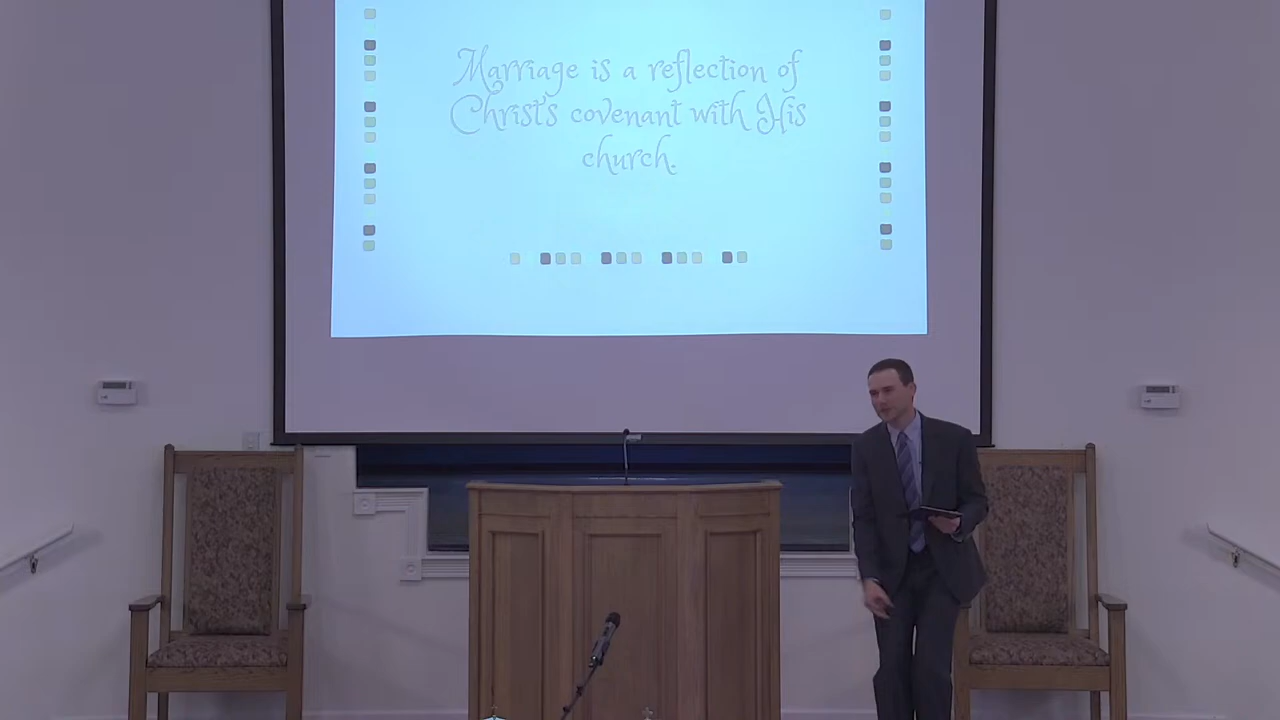 Marriage is a reflection of
Christ's covenant with His
church.